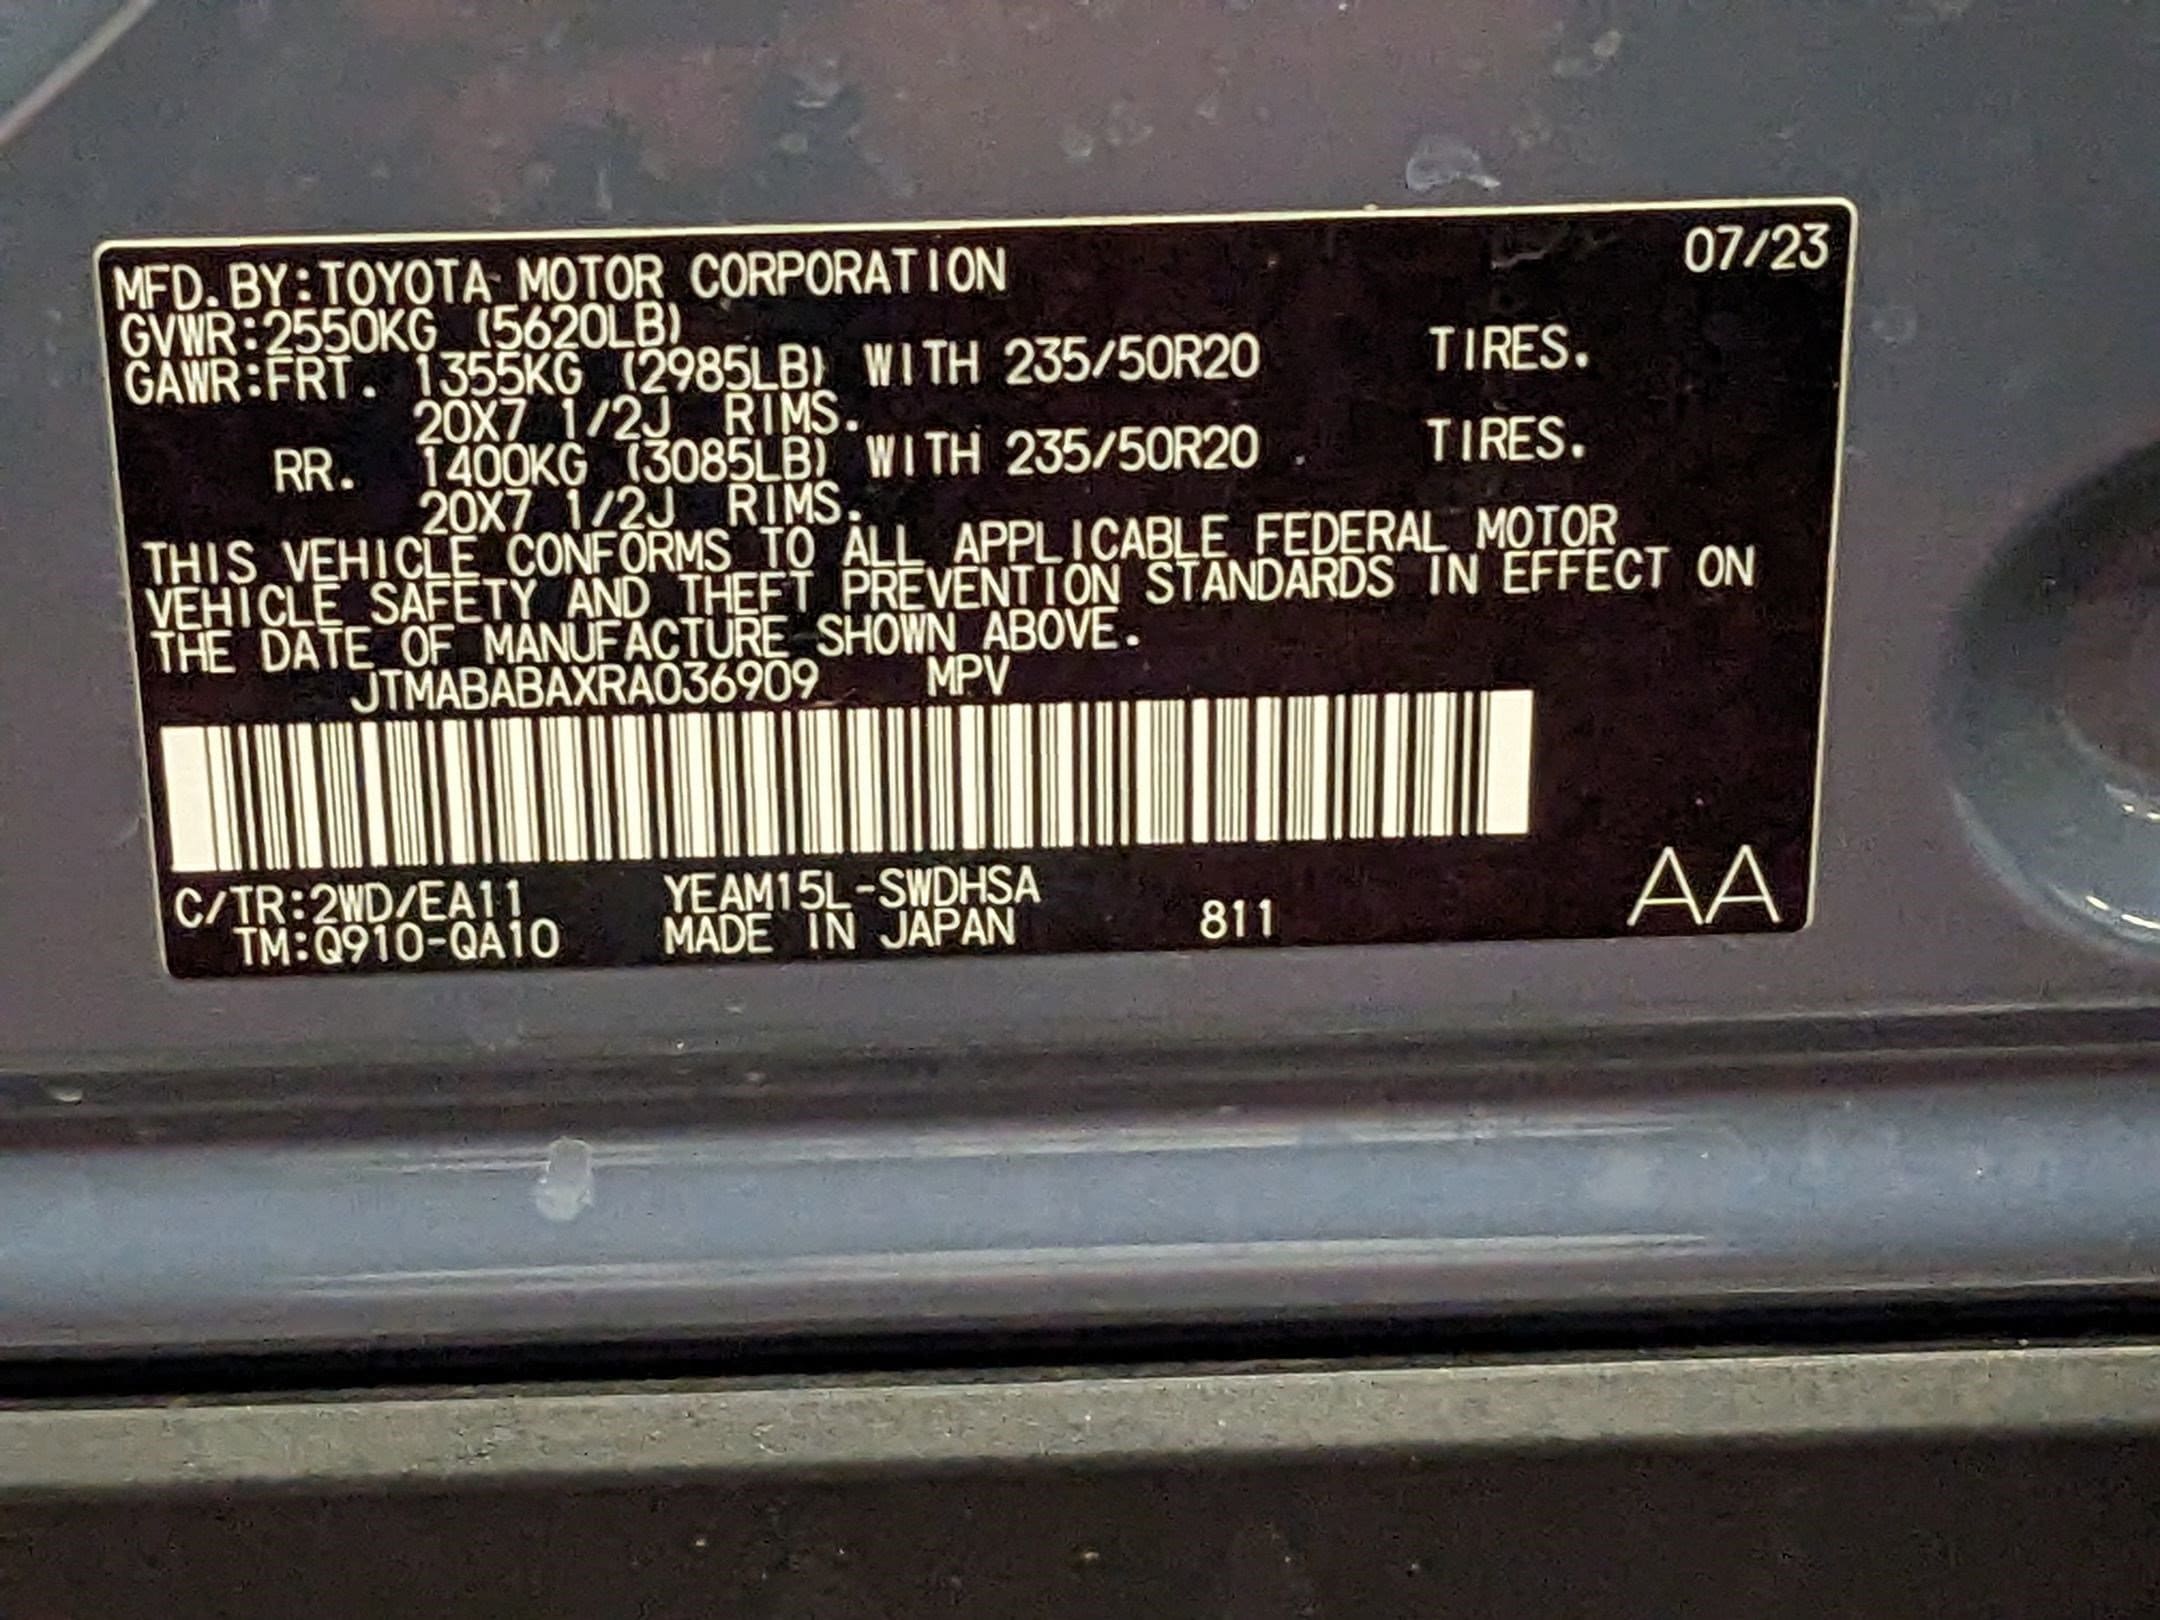 07/23
MFD.BY:TOYOTA MOTOR CORPORATION
GVWR:2550KG (5620LB)
GAWR:FRT. 1355KG (2985LB) WITH 235/50R20 TIRES.
20X7 1/2J RIMS.
RR. 1400KG (3085LB) WITH 235/50R20 TIRES.
20X7 1/2J RIMS.
THIS VEHICLE CONFORMS TO ALL APPLICABLE FEDERAL MOTOR
VEHICLE SAFETY AND THEFT PREVENTION STANDARDS IN EFFECT ON
THE DATE OF MANUFACTURE SHOWN ABOVE.
JTMABABAXRA036909 MPV
C/TR:2WD/EA11 YEAM15L-SWDHSA
TM:Q910-QA10 MADE IN JAPAN 811
AA